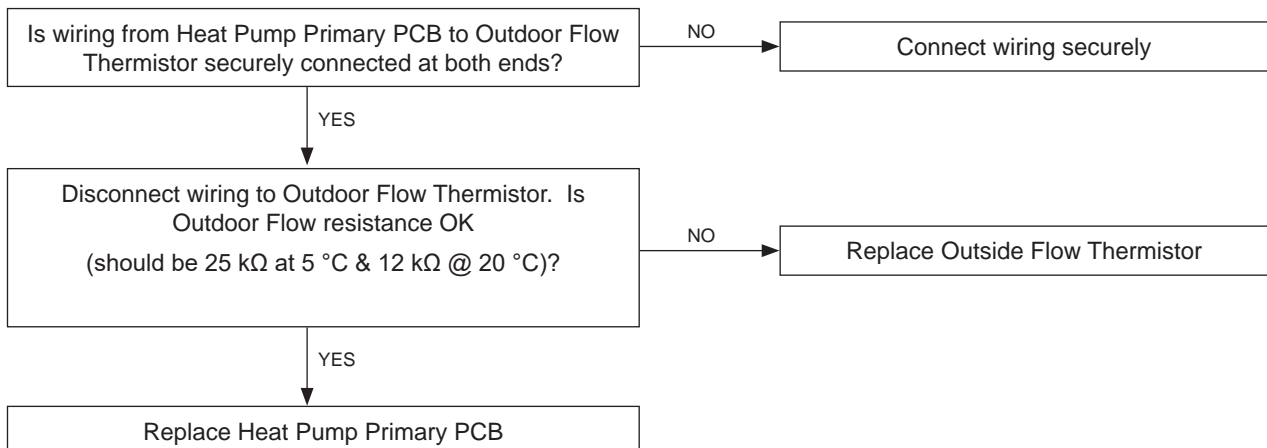 Is wiring from Heat Pump Primary PCB to Outdoor Flow
Thermistor securely connected at both ends?
NO
Connect wiring securely
YES
Disconnect wiring to Outdoor Flow Thermistor.  Is
Outdoor Flow resistance OK
(should be 25 kΩ at 5 °C & 12 kΩ @ 20 °C)?
NO
Replace Outside Flow Thermistor
YES
Replace Heat Pump Primary PCB